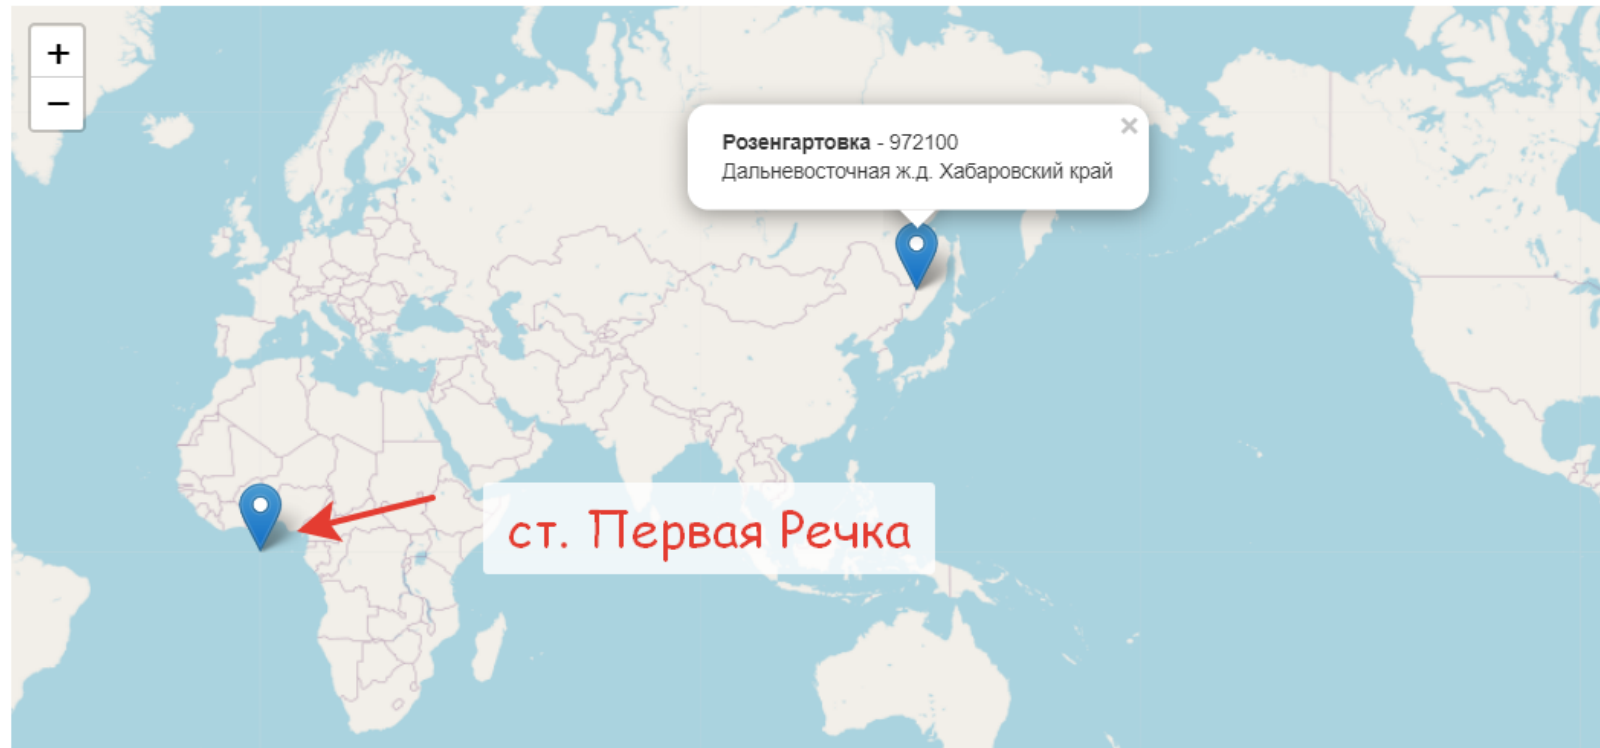 +
−
Розенгартовка - 972100
×
Дальневосточная ж.д. Хабаровский край
ст. Первая Речка